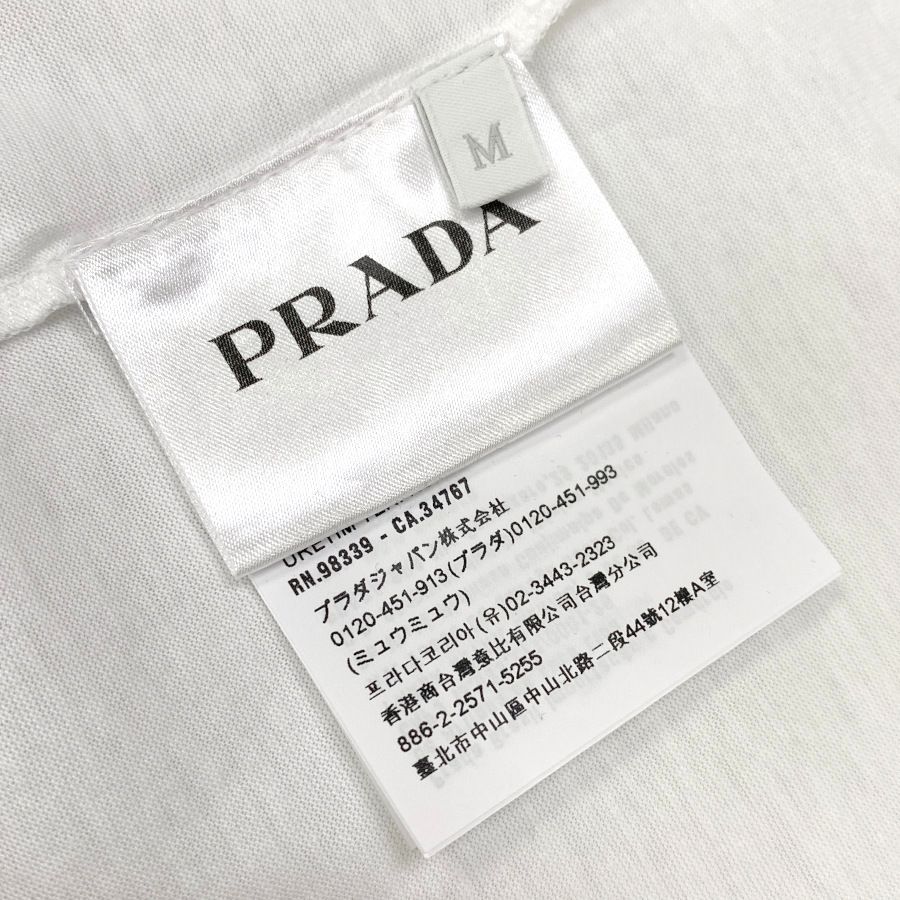 M
PRADA
RN.98339 - CA.34767
プラダジャパン株式会社
0120-451-913(プラダ)0120-451-993
(ミュウミュウ)
프라다코리아(유)02-3443-2323
香港商台灣壹比有限公司台灣分公司
886-2-2571-5255
臺北市中山區中山北路二段44號12樓A室